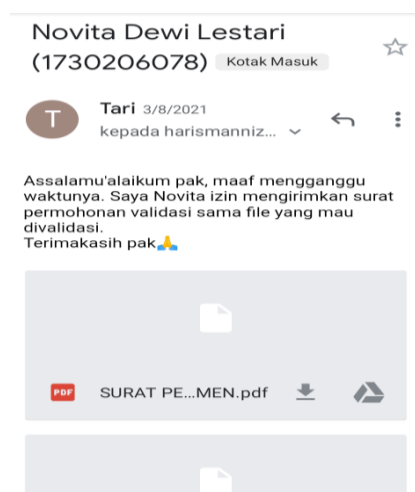 Novita Dewi Lestari
(1730206078) Kotak Masuk
T
Tari 3/8/2021
kepada harismanniz...
Assalamu'alaikum pak, maaf mengganggu
waktunya. Saya Novita izin mengirimkan surat
permohonan validasi sama file yang mau
divalidasi.
Terimakasih pak🙏
PDF SURAT PE...MEN.pdf